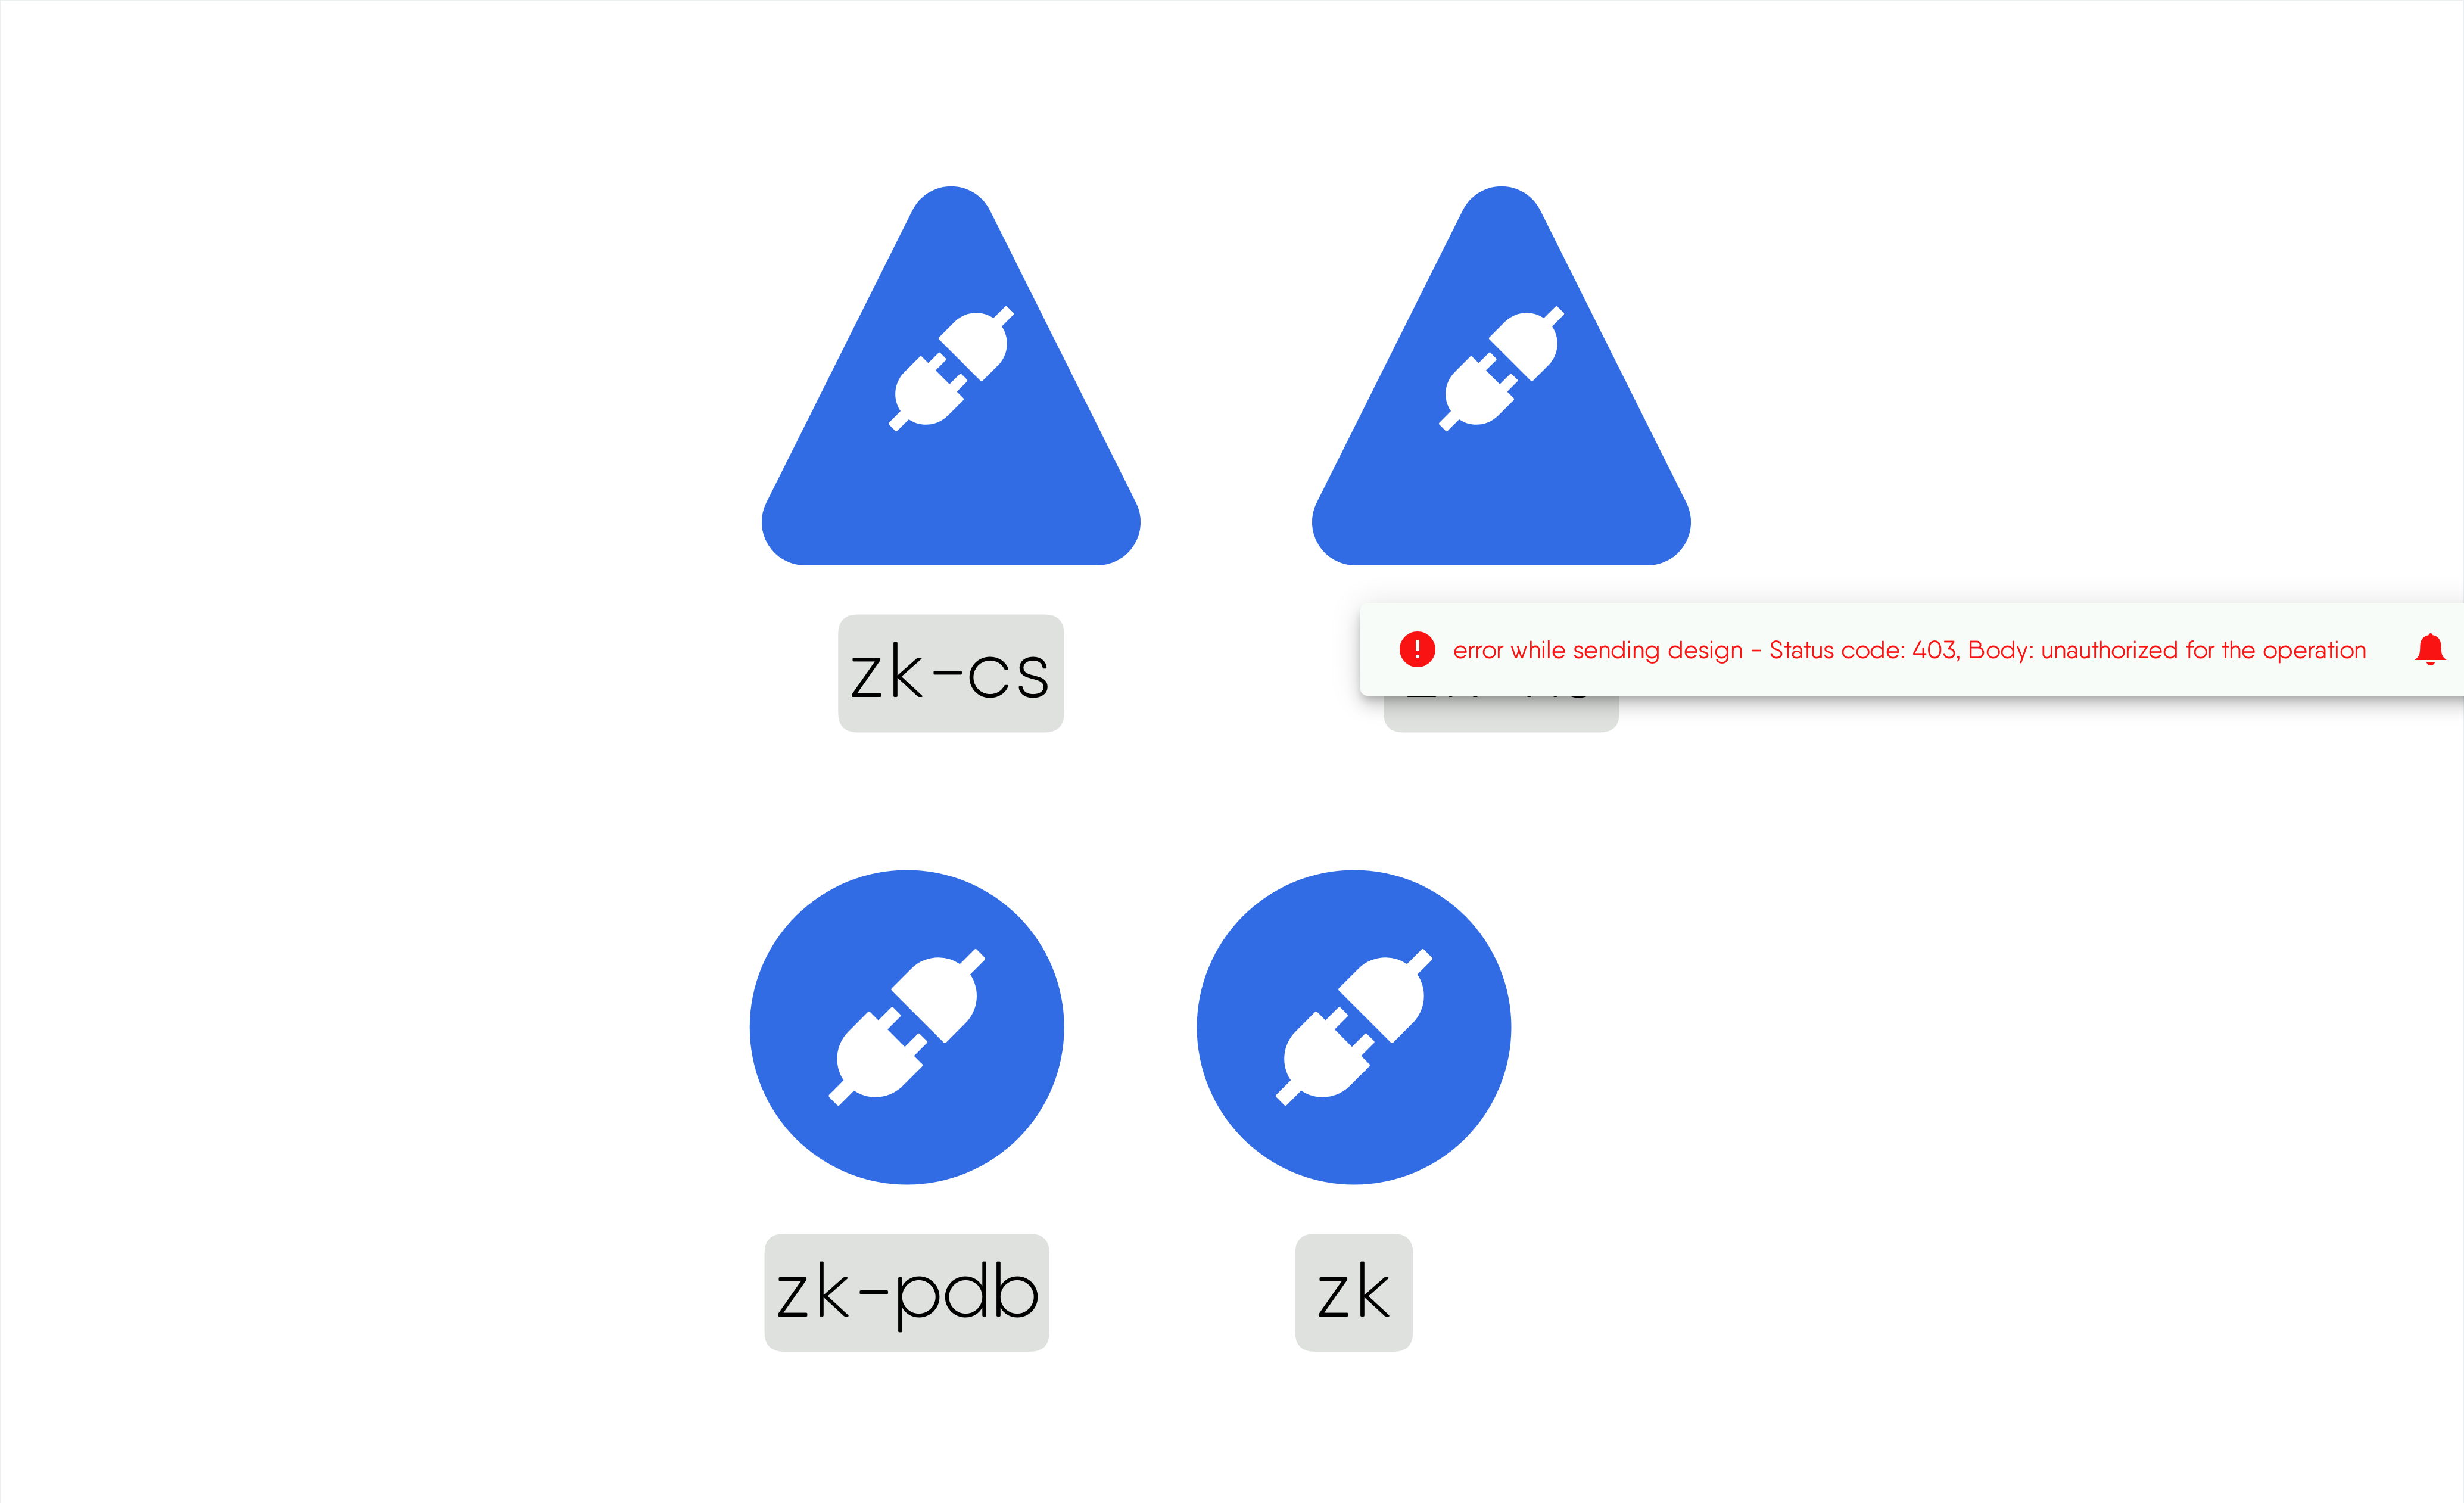 zk-cs
error while sending design - Status code: 403, Body: unauthorized for the operation
zk-pdb
zk